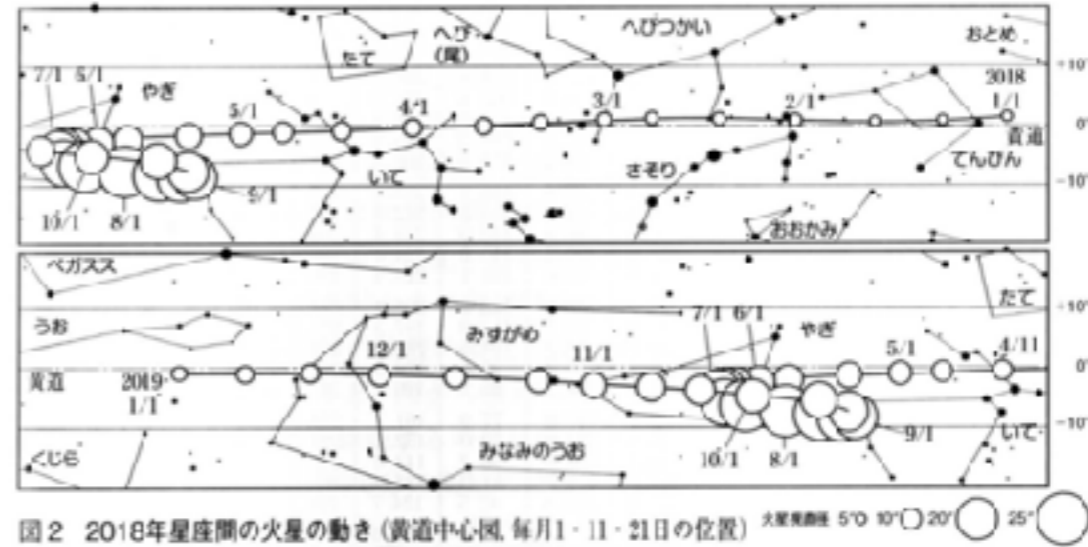 へび
(尾)
へびつかい
おとめ
たて
+10°
7/1
やぎ
5/1
4/1
3/1
2/1
2018
1/1
0°
黄道
いて
さそり
てんびん
-10°
10/1
8/1
9/1
おおかみ
ペガスス
たて
+10°
うお
みずがめ
7/1 6/1
やぎ
12/1
11/1
5/1
4/11
0°
黄道
2019
1/1
-10°
くじら
みなみのうお
10/1
8/1
9/1
いて
図2 2018年星座間の火星の動き (黄道中心図, 毎月1・11・21日の位置) 火星視直径 5" 10" 20" 25"